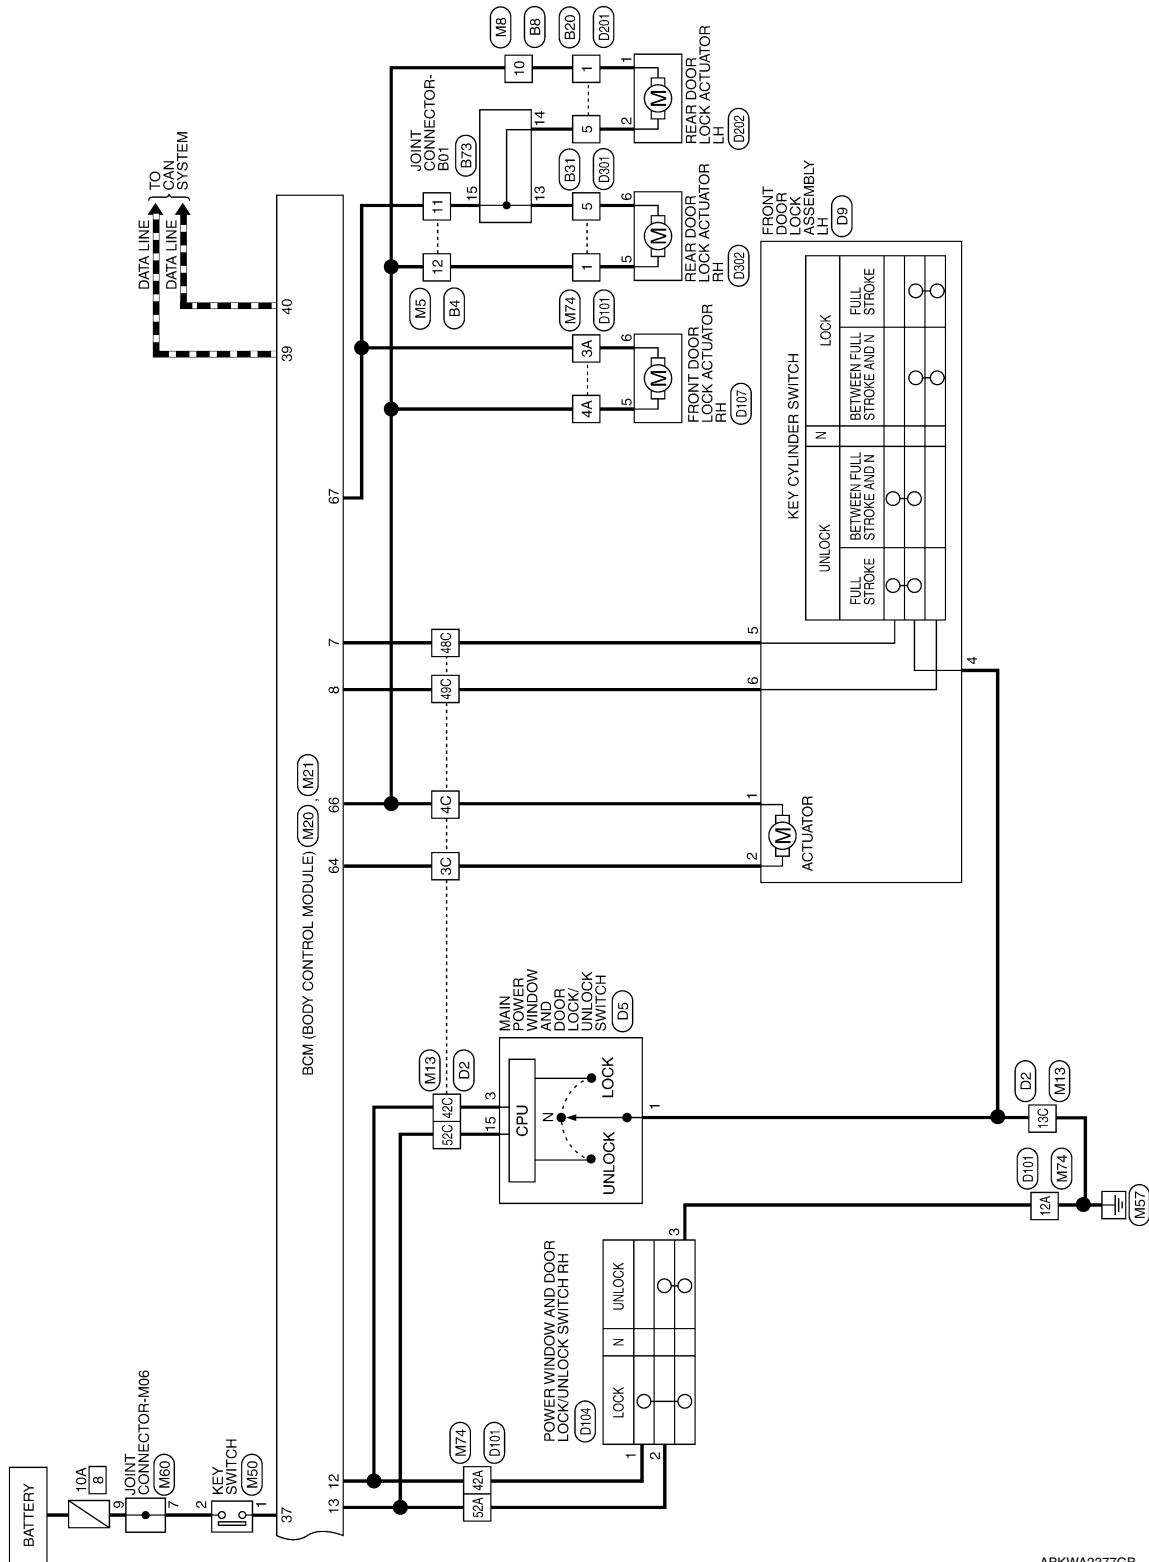 BATTERY
10A
8
9
JOINT
CONNECTOR-M06
M60
7
2
KEY
SWITCH
M50
1
37
BCM (BODY CONTROL MODULE) M20 , M21
39
40
DATA LINE
DATA LINE
TO
CAN
SYSTEM
13
12
64
66
8
7
67
M74
D101
52A
42A
1
2
POWER WINDOW AND DOOR
LOCK/UNLOCK SWITCH RH
D104
LOCK
N
UNLOCK
3
M13
D2
52C
42C
15
3
MAIN
POWER
WINDOW
AND
DOOR
LOCK/
UNLOCK
SWITCH
D5
CPU
N
UNLOCK
LOCK
1
3C
4C
49C
48C
2
1
6
5
ACTUATOR
FRONT
DOOR
LOCK
ASSEMBLY
LH
D9
M
KEY CYLINDER SWITCH
UNLOCK
N
LOCK
FULL
STROKE
BETWEEN FULL
STROKE AND N
BETWEEN FULL
STROKE AND N
FULL
STROKE
4
M74
D101
4A
3A
5
6
M
FRONT DOOR
LOCK ACTUATOR
RH
D107
M5
B4
12
11
JOINT
CONNECTOR-
B01
B73
15
13
14
B31
D301
1
5
5
6
M
REAR DOOR
LOCK ACTUATOR
RH
D302
M8
B8
10
B20
D201
5
1
2
1
M
REAR DOOR
LOCK ACTUATOR
LH
D202
D101
M74
12A
D2
M13
13C
M57